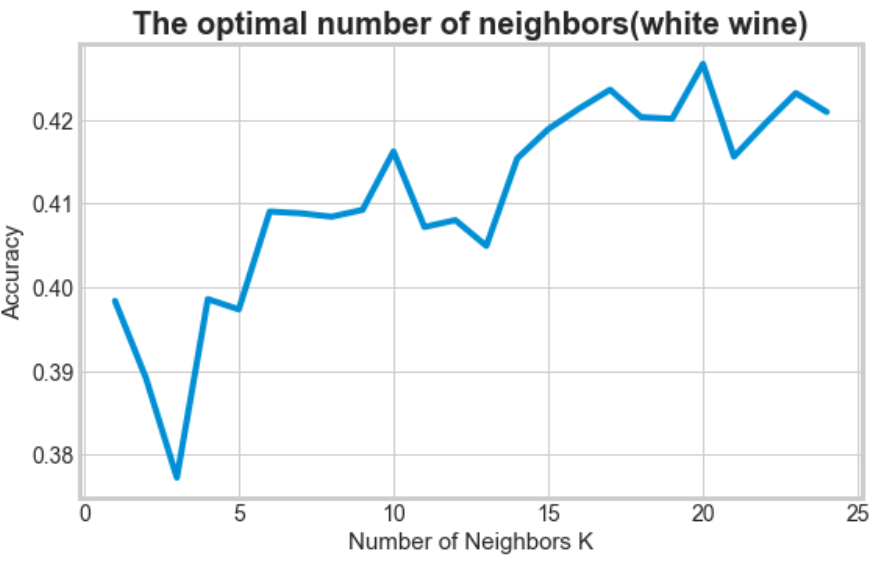 The optimal number of neighbors(white wine)
0.42
0.41
0.40
0.39
0.38
Accuracy
0 5 10 15 20 25
Number of Neighbors K